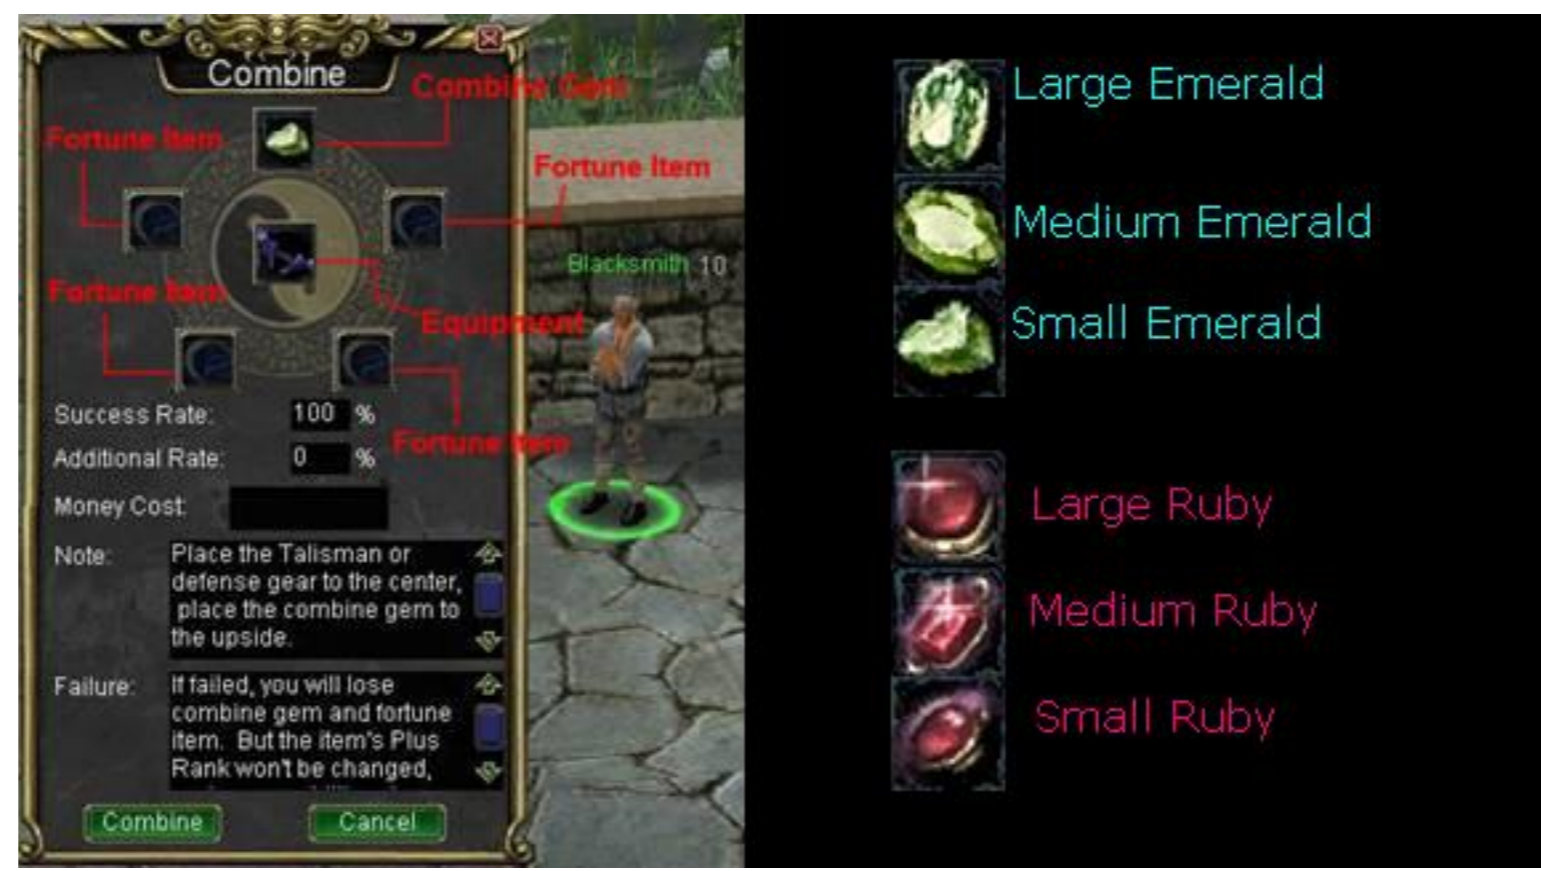 Combine
Combine Gem
Fortune Item
Fortune Item
Blacksmith 10
Fortune Item
Equipment
Success Rate: 100 %
Additional Rate: 0 %
Fortune Item
Money Cost:
Note:
Place the Talisman or
defense gear to the center,
place the combine gem to
the upside.
Failure:
If failed, you will lose
combine gem and fortune
item. But the item's Plus
Rank won't be changed,
Combine
Cancel
Large Emerald
Medium Emerald
Small Emerald
Large Ruby
Medium Ruby
Small Ruby